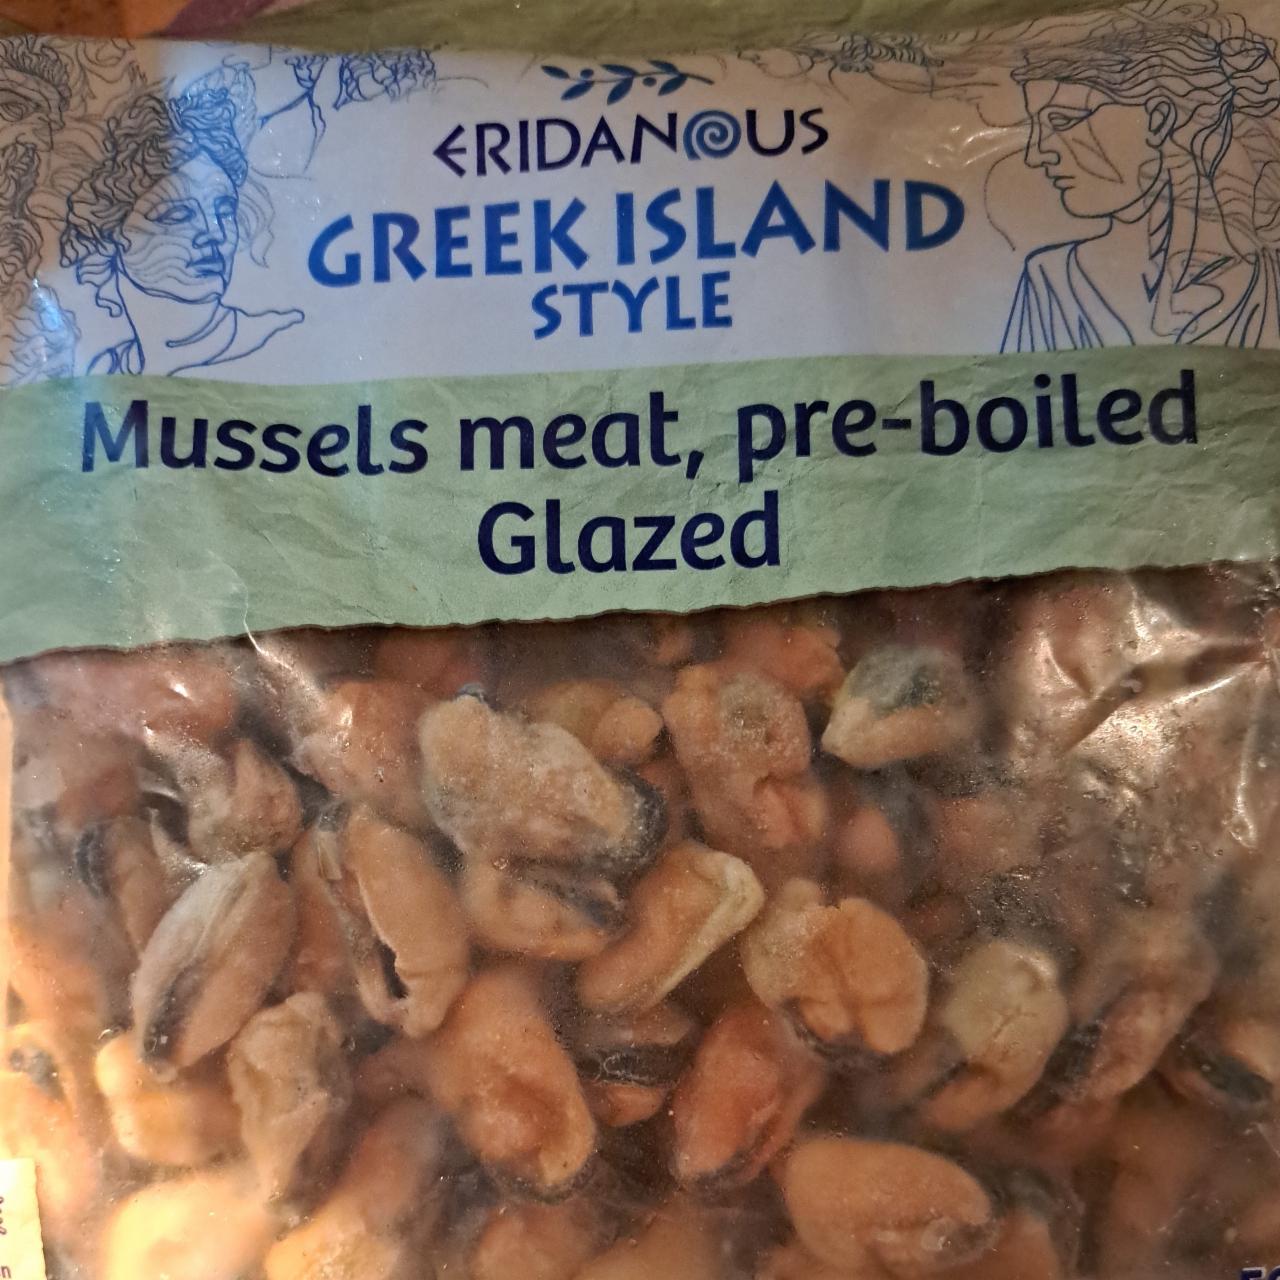 ERIDANOUS
GREEK ISLAND
STYLE
Mussels meat, pre-boiled
Glazed